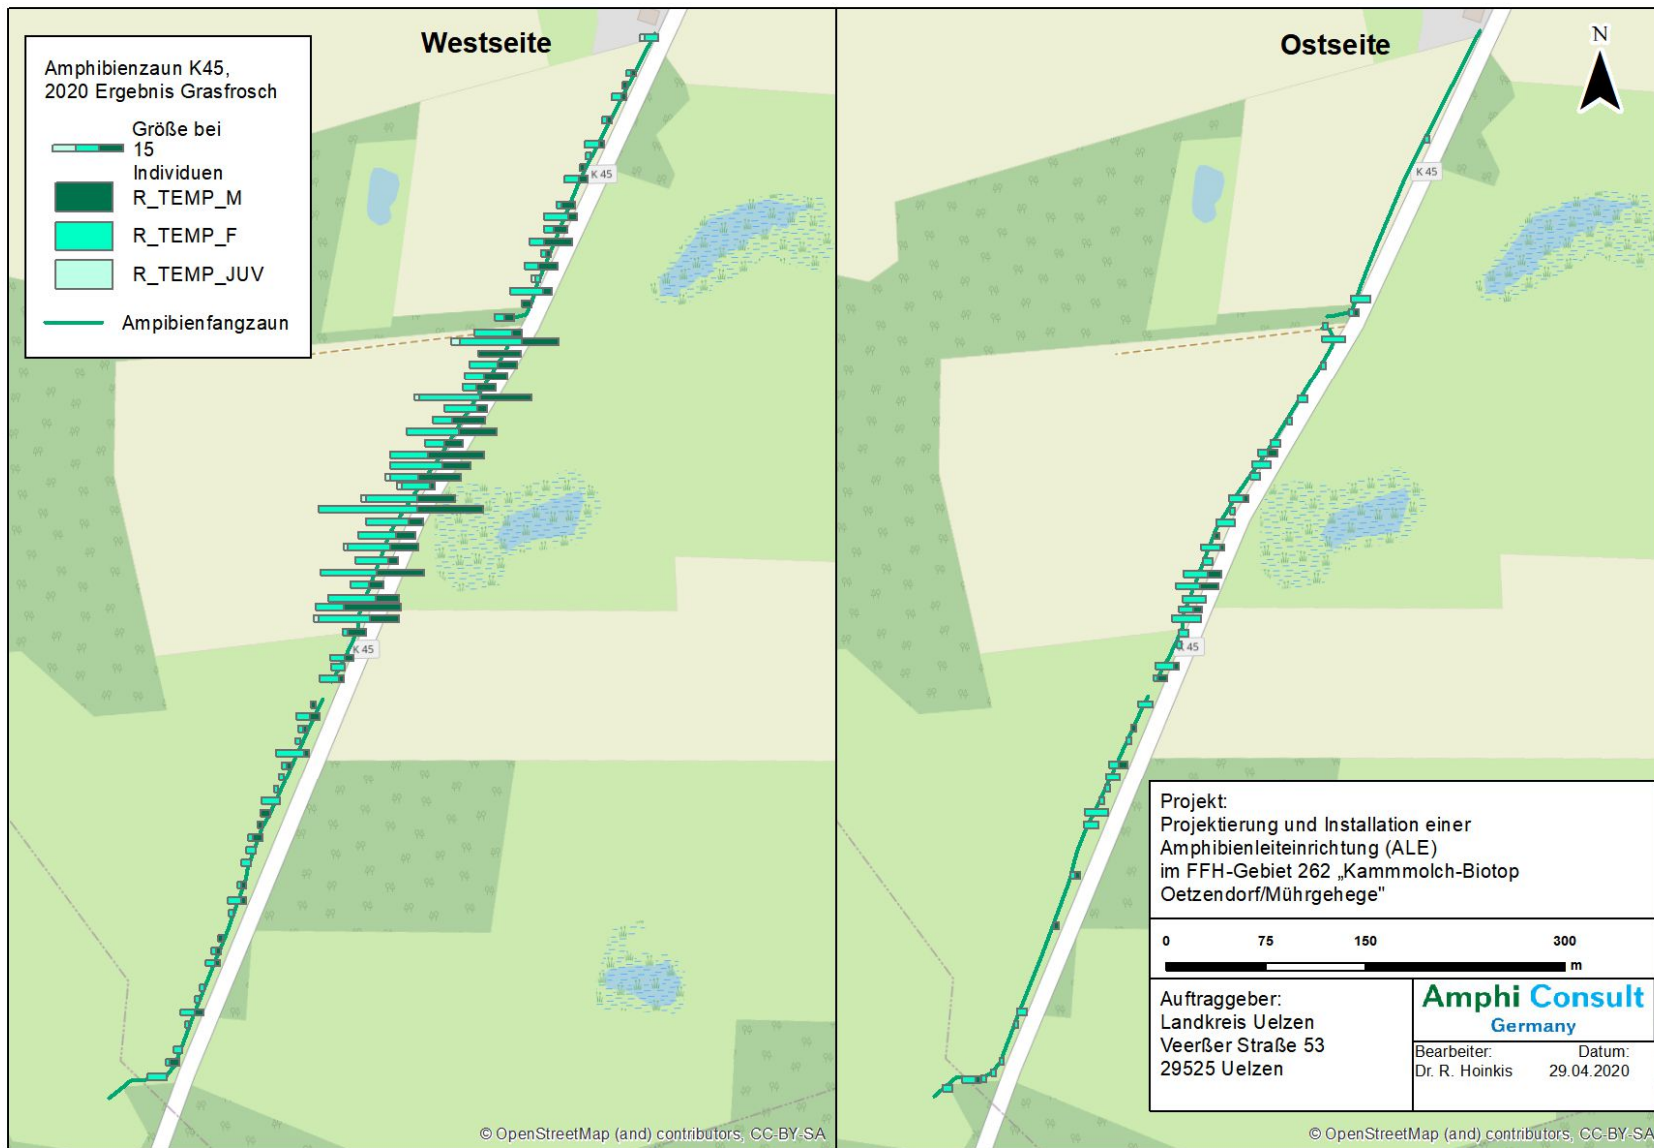 Westseite
Amphibienzaun K45,
2020 Ergebnis Grasfrosch
Größe bei
15
Individuen
R_TEMP_M
R_TEMP_F
R_TEMP_JUV
Ampibienfangzaun
K 45
K 45
© OpenStreetMap (and) contributors, CC-BY-SA
Ostseite
N
K 45
K 45
Projekt:
Projektierung und Installation einer
Amphibienleiteinrichtung (ALE)
im FFH-Gebiet 262 „Kammmolch-Biotop
Oetzendorf/Mührgehege"
0 75 150 300
m
Auftraggeber:
Landkreis Uelzen
Veerßer Straße 53
29525 Uelzen
Amphi Consult
Germany
Bearbeiter: Datum:
Dr. R. Hoinkis 29.04.2020
© OpenStreetMap (and) contributors, CC-BY-SA